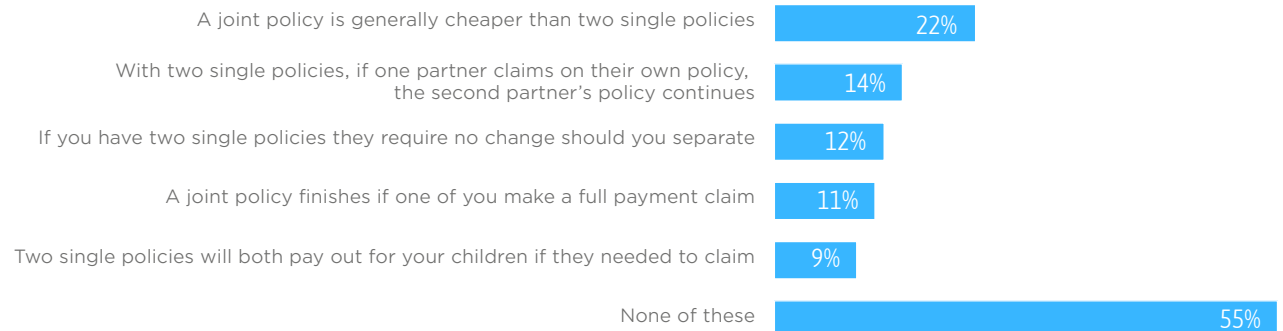 A joint policy is generally cheaper than two single policies 22%
With two single policies, if one partner claims on their own policy,
the second partner's policy continues 14%
If you have two single policies they require no change should you separate 12%
A joint policy finishes if one of you make a full payment claim 11%
Two single policies will both pay out for your children if they needed to claim 9%
None of these 55%